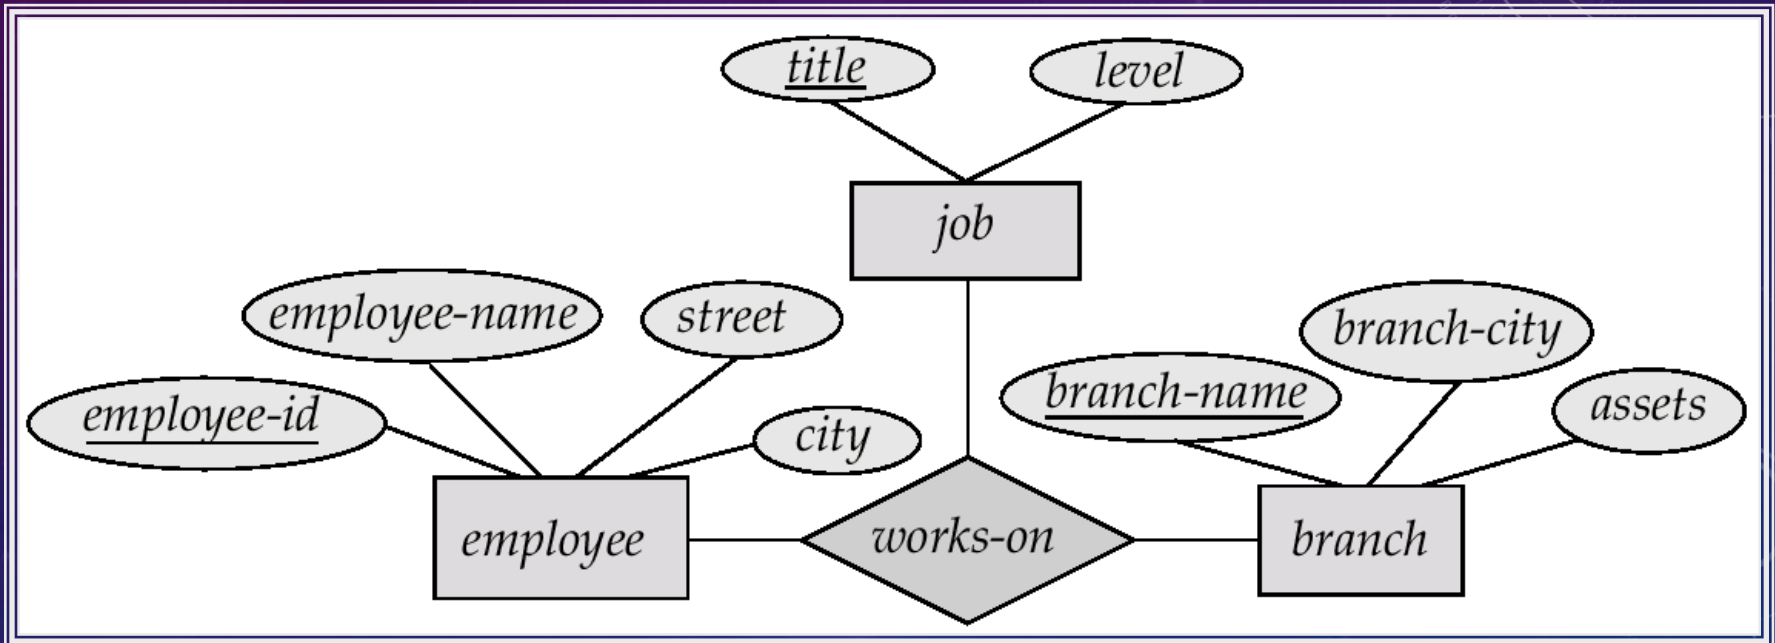 title
level
job
employee-name
street
branch-city
employee-id
city
branch-name
assets
employee
works-on
branch